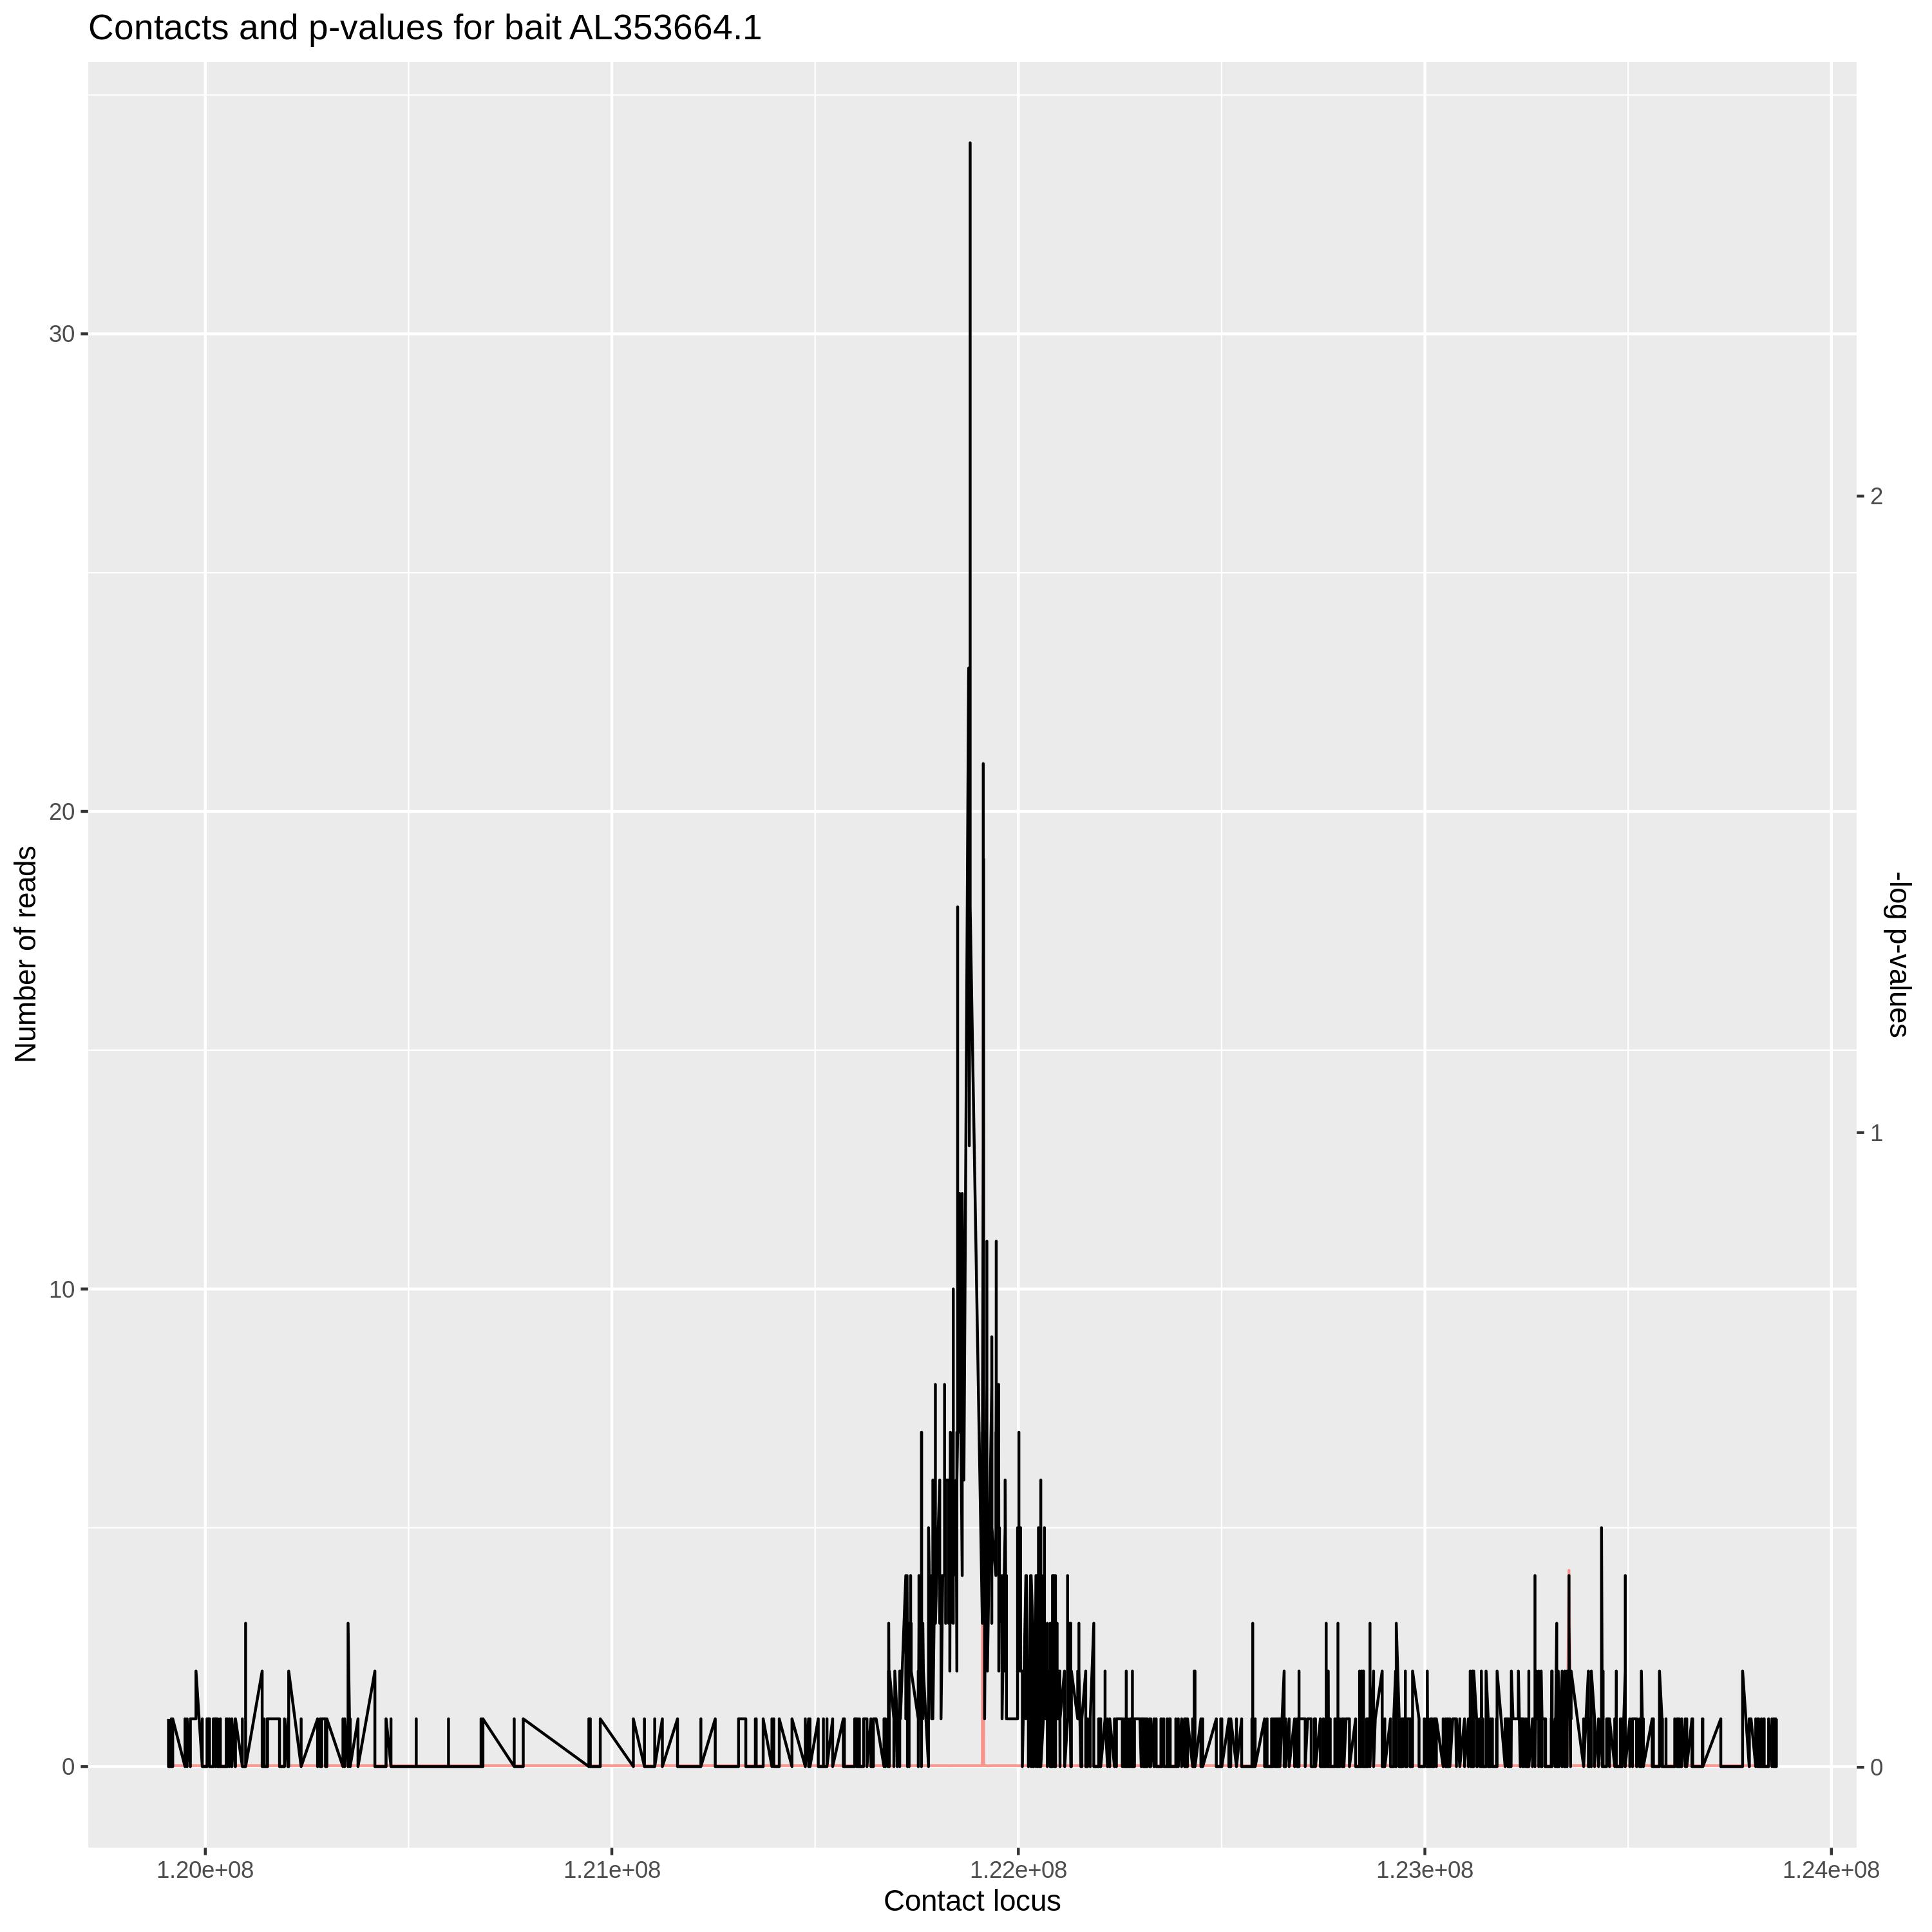 Contacts and p-values for bait AL353664.1
30
20
10
0
Number of reads
2
1
0
-log p-values
1.20e+08
1.21e+08
1.22e+08
1.23e+08
1.24e+08
Contact locus